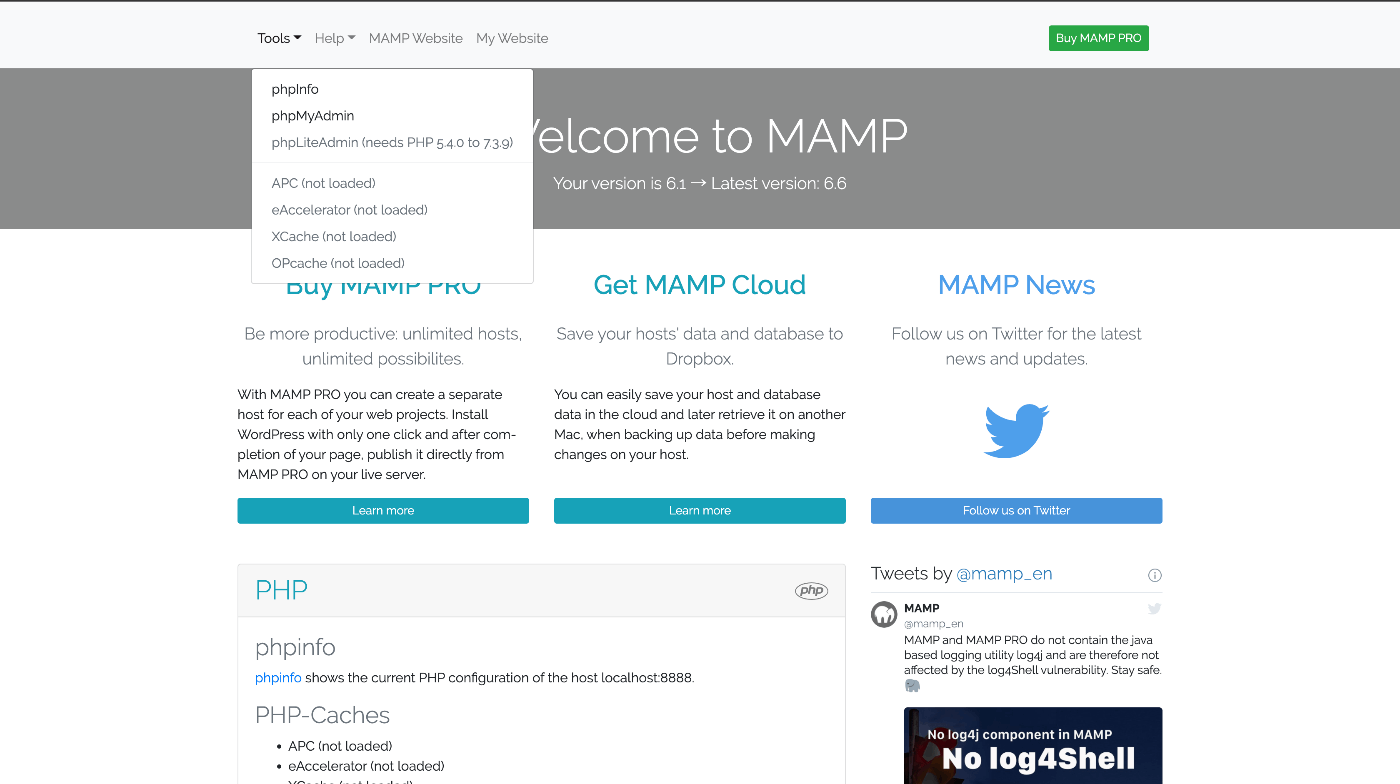 Tools Help MAMP Website My Website
Buy MAMP PRO
phpInfo
phpMyAdmin
phpLiteAdmin (needs PHP 5.4.0 to 7.3.9)
APC (not loaded)
eAccelerator (not loaded)
XCache (not loaded)
OPcache (not loaded)
Welcome to MAMP
Your version is 6.1 → Latest version: 6.6
Buy MAMP PRO
Be more productive: unlimited hosts,
unlimited possibilites.
With MAMP PRO you can create a separate
host for each of your web projects. Install
WordPress with only one click and after com-
pletion of your page, publish it directly from
MAMP PRO on your live server.
Learn more
Get MAMP Cloud
Save your hosts' data and database to
Dropbox.
You can easily save your host and database
data in the cloud and later retrieve it on another
Mac, when backing up data before making
changes on your host.
Learn more
MAMP News
Follow us on Twitter for the latest
news and updates.
Follow us on Twitter
PHP
php
phpinfo
phpinfo shows the current PHP configuration of the host localhost:8888.
PHP-Caches
• APC (not loaded)
• eAccelerator (not loaded)
XCache (not loaded)
Tweets by @mamp_en
MAMP
@mamp_en
MAMP and MAMP PRO do not contain the java
based logging utility log4j and are therefore not
affected by the log4Shell vulnerability. Stay safe.
No log4j component in MAMP
No log4Shell